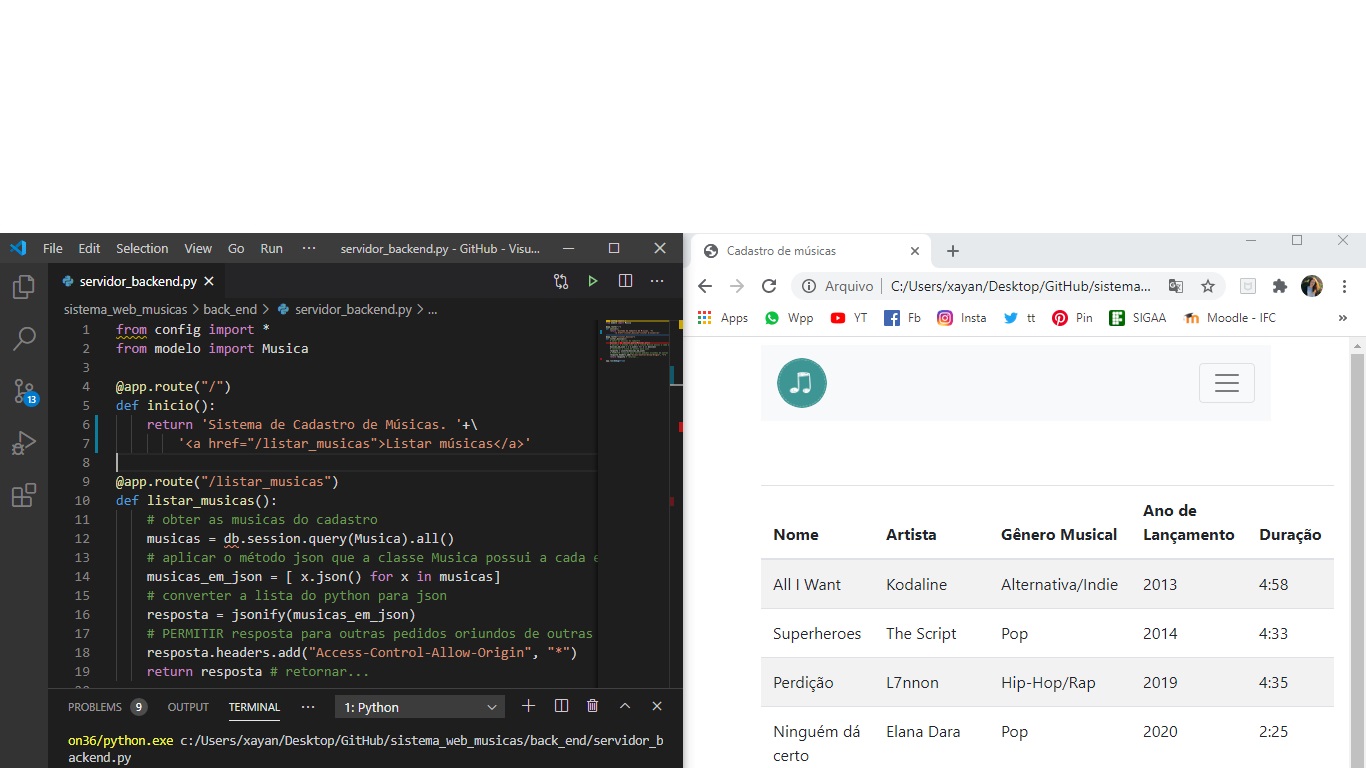 File Edit Selection View Go Run ··· servidor_backend.py - GitHub - Visu...
servidor_backend.py
sistema_web_musicas > back_end > servidor_backend.py > ...
1 from config import *
2 from modelo import Musica
3
4 @app.route("/")
5 def inicio():
6 return 'Sistema de Cadastro de Músicas. '+\
7 '<a href="/listar_musicas">Listar músicas</a>'
8
9 @app.route("/listar_musicas")
10 def listar_musicas():
11 # obter as musicas do cadastro
12 musicas = db.session.query(Musica).all()
13 # aplicar o método json que a classe Musica possui a cada e
14 musicas_em_json = [ x.json() for x in musicas]
15 # converter a lista do python para json
16 resposta = jsonify(musicas_em_json)
17 # PERMITIR resposta para outras pedidos oriundos de outras
18 resposta.headers.add("Access-Control-Allow-Origin", "*")
19 return resposta # retornar...
13
PROBLEMS 9 OUTPUT TERMINAL ··· 1: Python
on36/python.exe c:/Users/xayan/Desktop/GitHub/sistema_web_musicas/back_end/servidor_b
ackend.py
Cadastro de músicas
Arquivo | C:/Users/xayan/Desktop/GitHub/sistema...
Apps Wpp YT Fb Insta tt Pin SIGAA Moodle - IFC »
Nome Artista Gênero Musical Ano de Lançamento Duração
All I Want Kodaline Alternativa/Indie 2013 4:58
Superheroes The Script Pop 2014 4:33
Perdição L7nnon Hip-Hop/Rap 2019 4:35
Ninguém dá certo Elana Dara Pop 2020 2:25